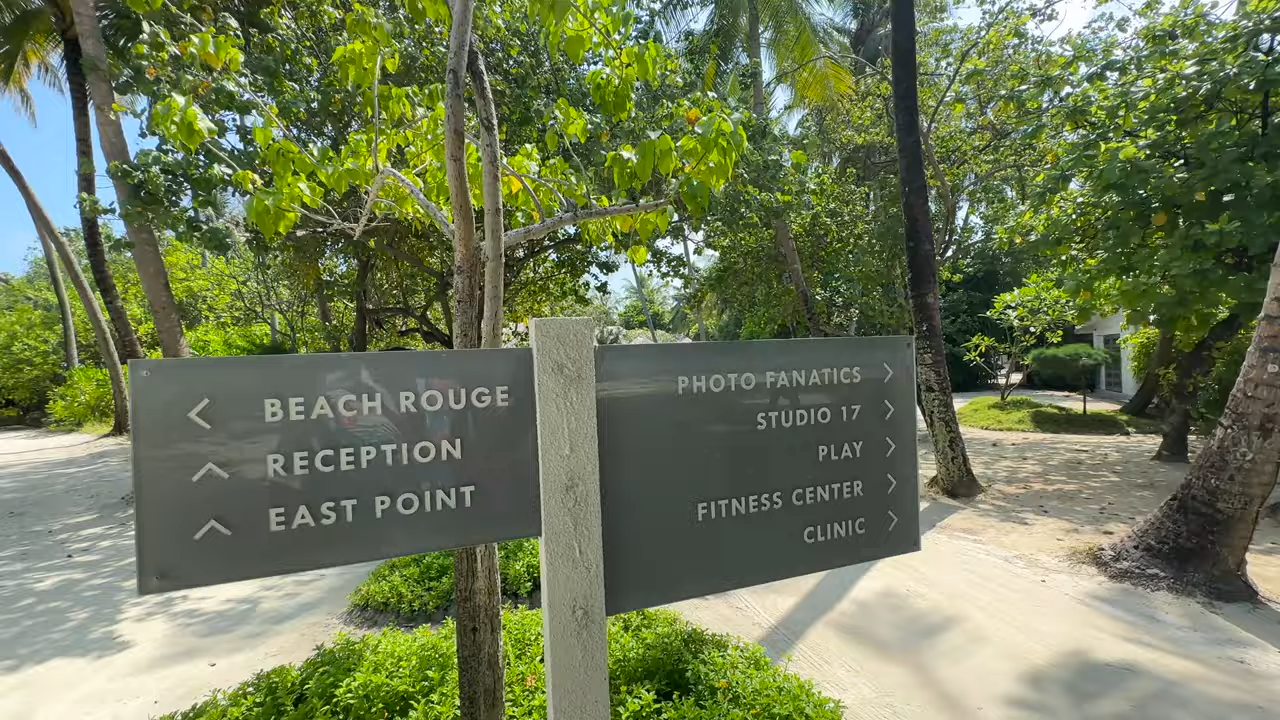 < BEACH ROUGE
^ RECEPTION
^ EAST POINT
PHOTO FANATICS >
STUDIO 17 >
PLAY >
FITNESS CENTER >
CLINIC >